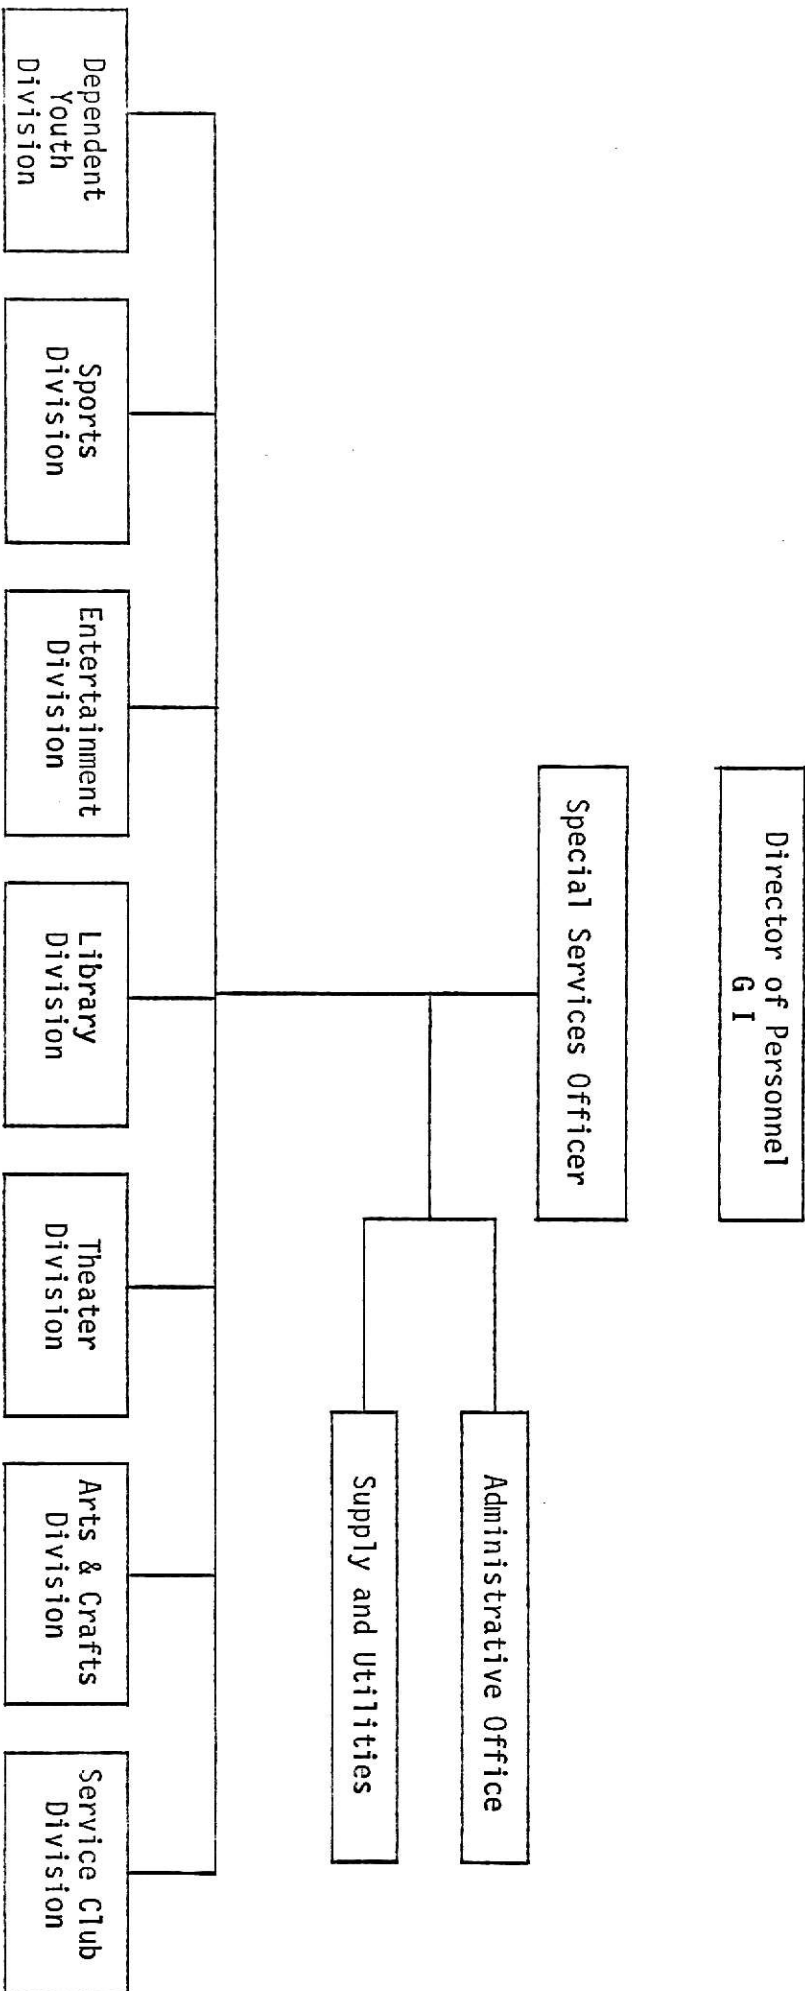 Director of Personnel
G I
Special Services Officer
Administrative Office
Supply and Utilities
Dependent
Youth
Division
Sports
Division
Entertainment
Division
Library
Division
Theater
Division
Arts & Crafts
Division
Service Club
Division